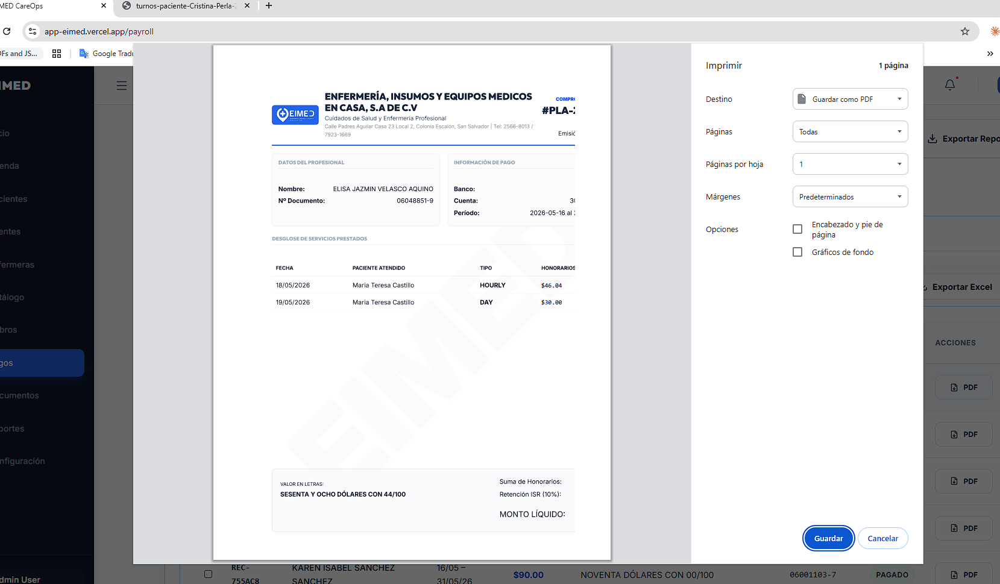 MED CareOps
turnos-paciente-Cristina-Perla-
app-eimed.vercel.app/payroll
DFs and JS...
Google Tradu
IMED
cio
enda
cientes
entes
fermeras
tálogo
bros
gos
cumentos
portes
nfiguración
dmin User
EIMED
ENFERMERÍA, INSUMOS Y EQUIPOS MEDICOS
EN CASA, S.A DE C.V
Cuidados de Salud y Enfermería Profesional
Calle Padres Aguilar Casa 23 Local 2, Colonia Escalón, San Salvador | Tel: 2566-8013 /
7923-1669
COMPRO
#PLA-2
Emisió
DATOS DEL PROFESIONAL
Nombre: ELISA JAZMIN VELASCO AQUINO
Nº Documento: 06048851-9
INFORMACIÓN DE PAGO
Banco:
Cuenta: 30
Período: 2026-05-16 al 2
DESGLOSE DE SERVICIOS PRESTADOS
FECHA PACIENTE ATENDIDO TIPO HONORARIOS
18/05/2026 Maria Teresa Castillo HOURLY $46.04
19/05/2026 Maria Teresa Castillo DAY $30.00
EIMED
VALOR EN LETRAS:
SESENTA Y OCHO DÓLARES CON 44/100
Suma de Honorarios:
Retención ISR (10%):
MONTO LÍQUIDO:
Imprimir 1 página
Destino Guardar como PDF
Páginas Todas
Páginas por hoja 1
Márgenes Predeterminados
Opciones Encabezado y pie de
página
Gráficos de fondo
Guardar Cancelar
Exportar Repo
Exportar Excel
ACCIONES
PDF
PDF
PDF
PDF
REC-
755AC8
KAREN ISABEL SANCHEZ
SANCHEZ
16/05 –
31/05/26
$90.00
NOVENTA DÓLARES CON 00/100
06001103-7
PAGADO
PDF